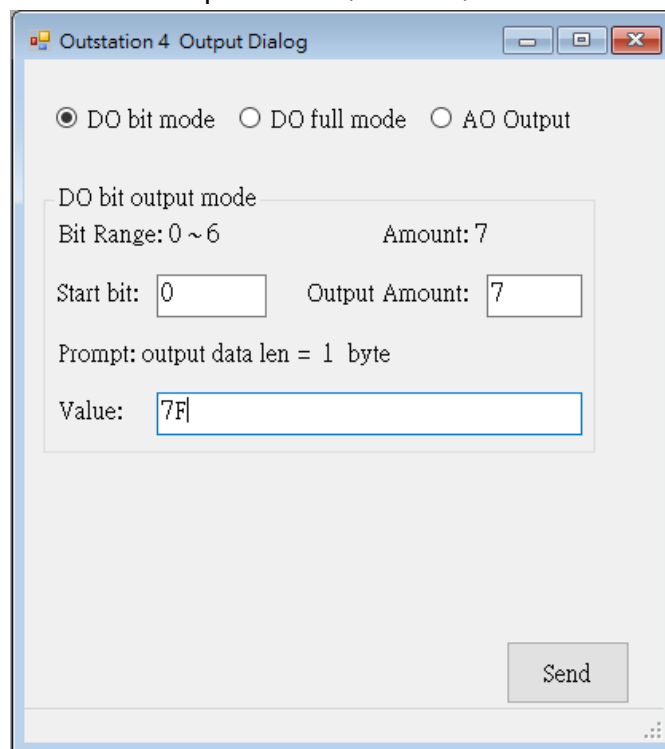 Outstation 4 Output Dialog
DO bit mode DO full mode AO Output
DO bit output mode
Bit Range: 0 ~ 6 Amount: 7
Start bit: 0 Output Amount: 7
Prompt: output data len = 1 byte
Value: 7F
Send